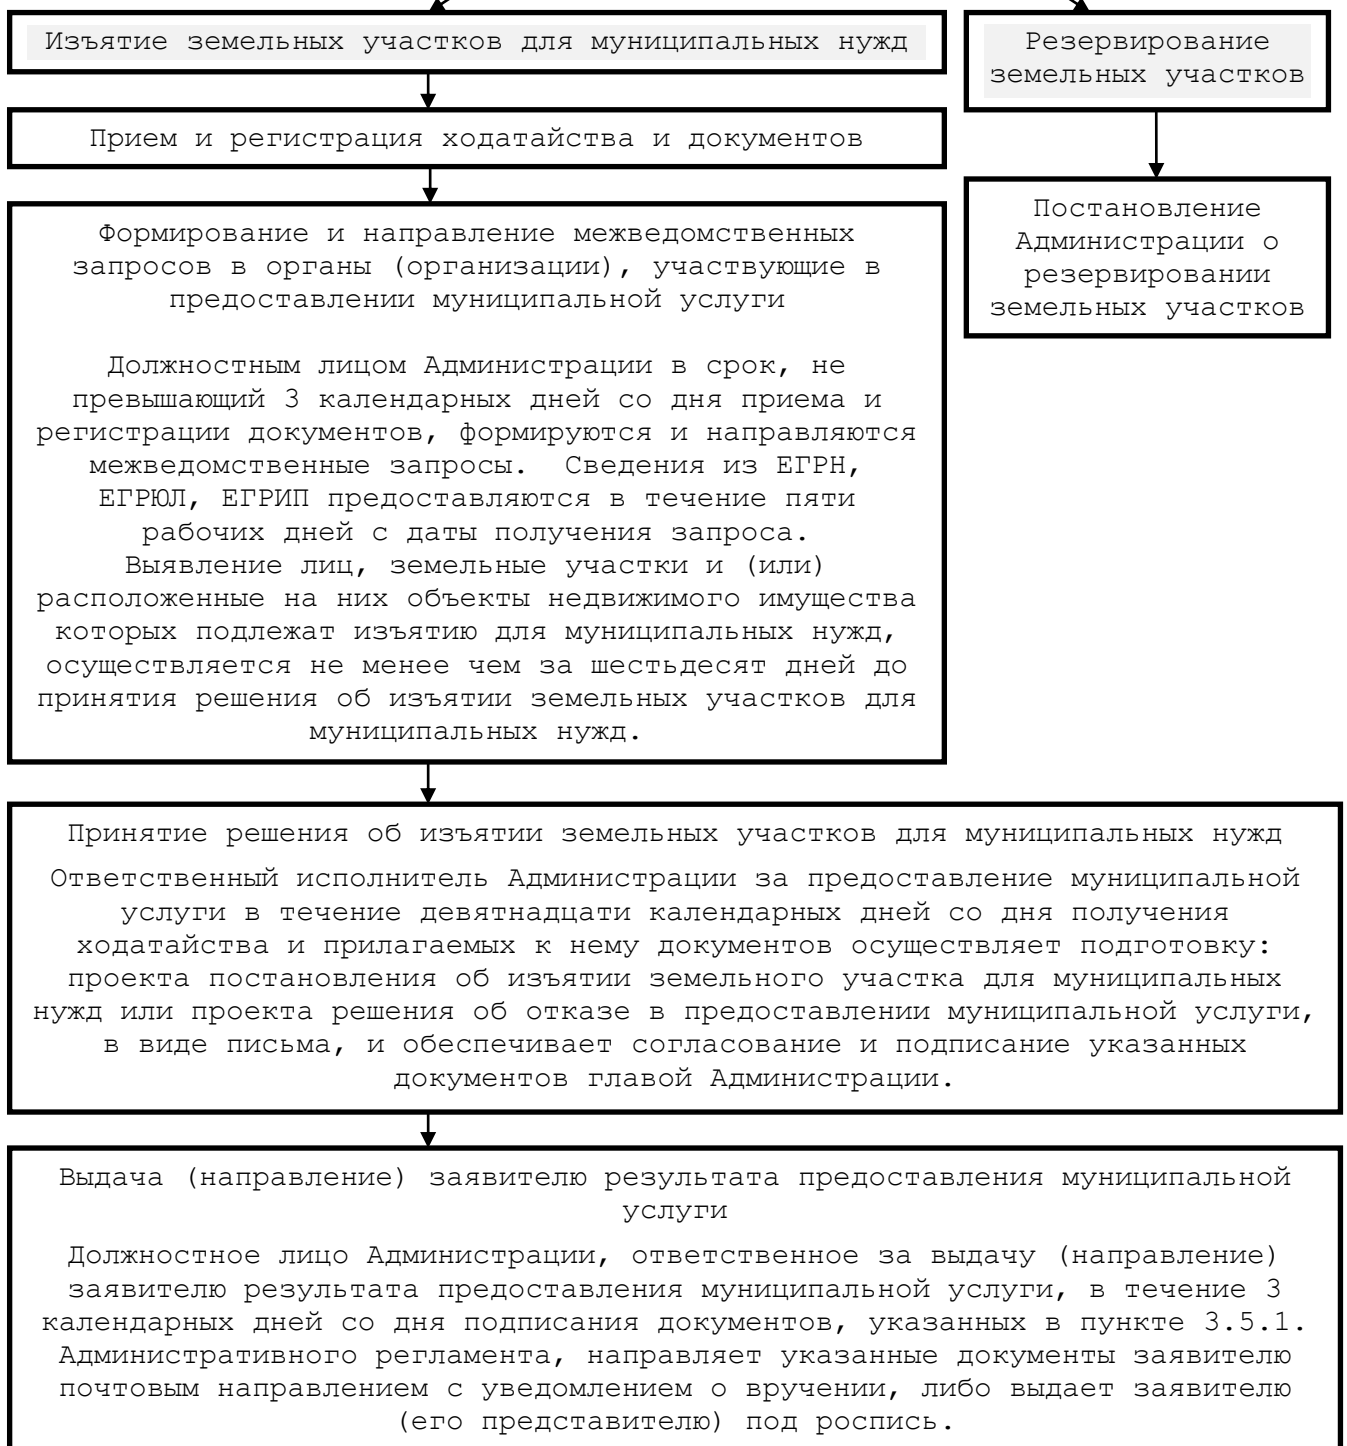 Изъятие земельных участков для муниципальных нужд
Резервирование
земельных участков
Прием и регистрация ходатайства и документов
Постановление
Администрации о
резервировании
земельных участков
Формирование и направление межведомственных
запросов в органы (организации), участвующие в
предоставлении муниципальной услуги
Должностным лицом Администрации в срок, не
превышающий 3 календарных дней со дня приема и
регистрации документов, формируются и направляются
межведомственные запросы.  Сведения из ЕГРН,
ЕГРЮЛ, ЕГРИП предоставляются в течение пяти
рабочих дней с даты получения запроса.
Выявление лиц, земельные участки и (или)
расположенные на них объекты недвижимого имущества
которых подлежат изъятию для муниципальных нужд,
осуществляется не менее чем за шестьдесят дней до
принятия решения об изъятии земельных участков для
муниципальных нужд.
Принятие решения об изъятии земельных участков для муниципальных нужд
Ответственный исполнитель Администрации за предоставление муниципальной
услуги в течение девятнадцати календарных дней со дня получения
ходатайства и прилагаемых к нему документов осуществляет подготовку:
проекта постановления об изъятии земельного участка для муниципальных
нужд или проекта решения об отказе в предоставлении муниципальной услуги,
в виде письма, и обеспечивает согласование и подписание указанных
документов главой Администрации.
Выдача (направление) заявителю результата предоставления муниципальной
услуги
Должностное лицо Администрации, ответственное за выдачу (направление)
заявителю результата предоставления муниципальной услуги, в течение 3
календарных дней со дня подписания документов, указанных в пункте 3.5.1.
Административного регламента, направляет указанные документы заявителю
почтовым направлением с уведомлением о вручении, либо выдает заявителю
(его представителю) под роспись.